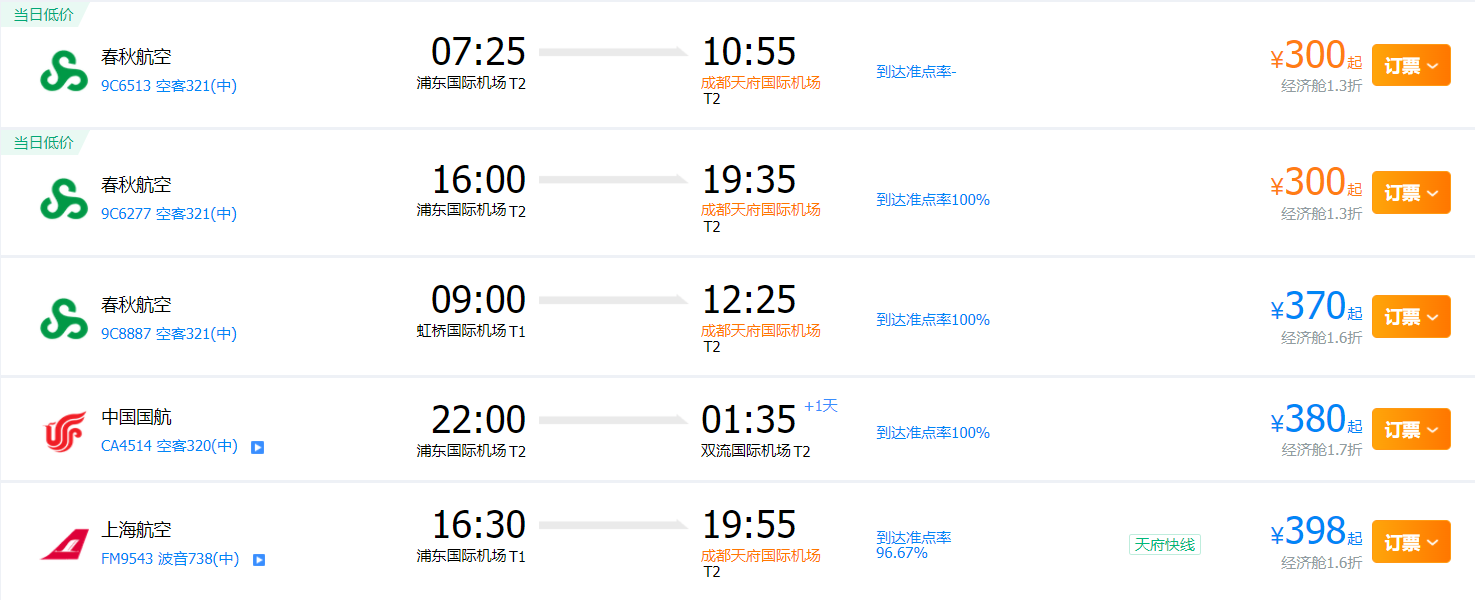 当日低价
春秋航空
9C6513 空客321(中)
07:25
浦东国际机场 T2
10:55
成都天府国际机场
T2
到达准点率-
¥300起
经济舱1.3折
订票
当日低价
春秋航空
9C6277 空客321(中)
16:00
浦东国际机场 T2
19:35
成都天府国际机场
T2
到达准点率100%
¥300起
经济舱1.3折
订票
春秋航空
9C8887 空客321(中)
09:00
虹桥国际机场 T1
12:25
成都天府国际机场
T2
到达准点率100%
¥370起
经济舱1.6折
订票
中国国航
CA4514 空客320(中)
22:00
浦东国际机场 T2
01:35 +1天
双流国际机场 T2
到达准点率100%
¥380起
经济舱1.7折
订票
上海航空
FM9543 波音738(中)
16:30
浦东国际机场 T1
19:55
成都天府国际机场
T2
到达准点率
96.67%
天府快线
¥398起
经济舱1.6折
订票